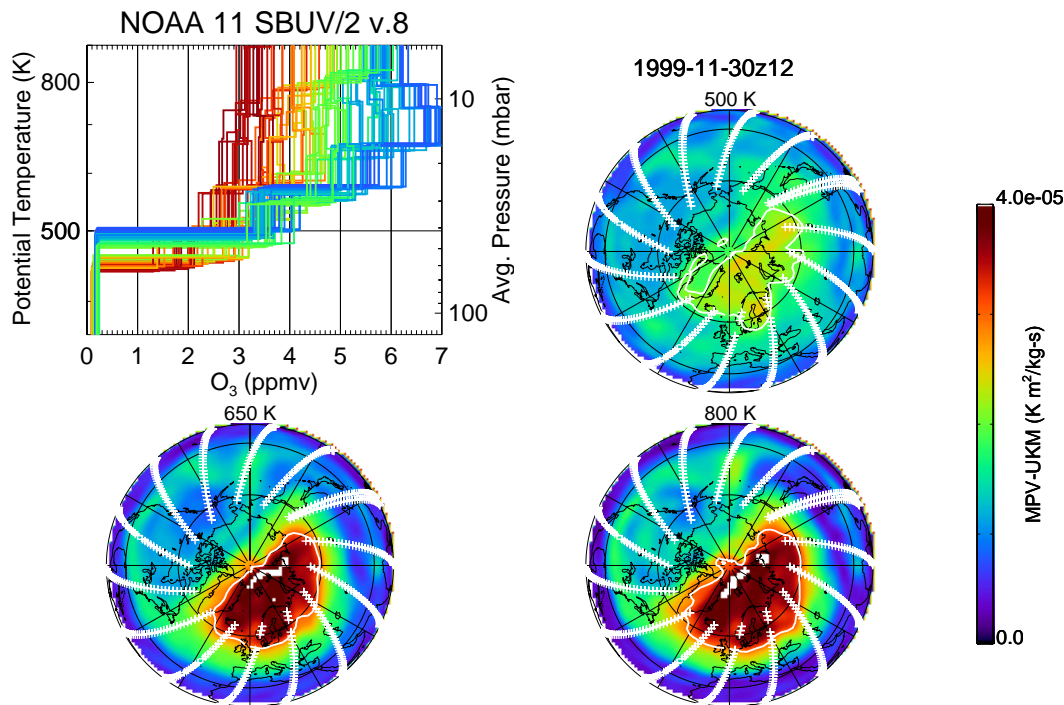 NOAA 11 SBUV/2 v.8
Potential Temperature (K)
800
500
10
100
Avg. Pressure (mbar)
0 1 2 3 4 5 6 7
O₃ (ppmv)
1999-11-30z12
500 K
650 K
800 K
4.0e-05
0.0
MPV-UKM (K m²/kg-s)